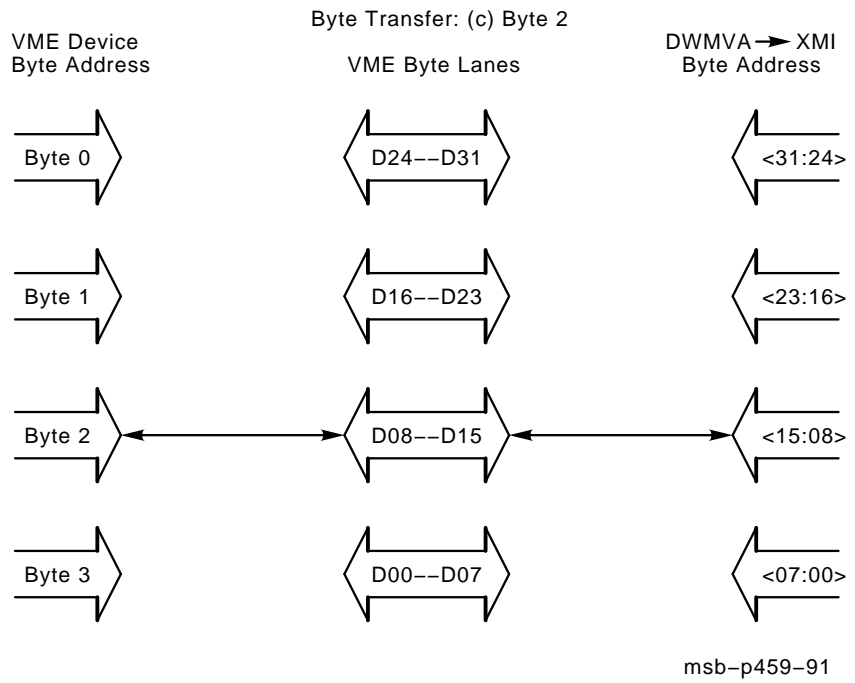 Byte Transfer: (c) Byte 2
VME Device
Byte Address
VME Byte Lanes
DWMVA → XMI
Byte Address
Byte 0
D24−−D31
<31:24>
Byte 1
D16−−D23
<23:16>
Byte 2
D08−−D15
<15:08>
Byte 3
D00−−D07
<07:00>
msb−p459−91